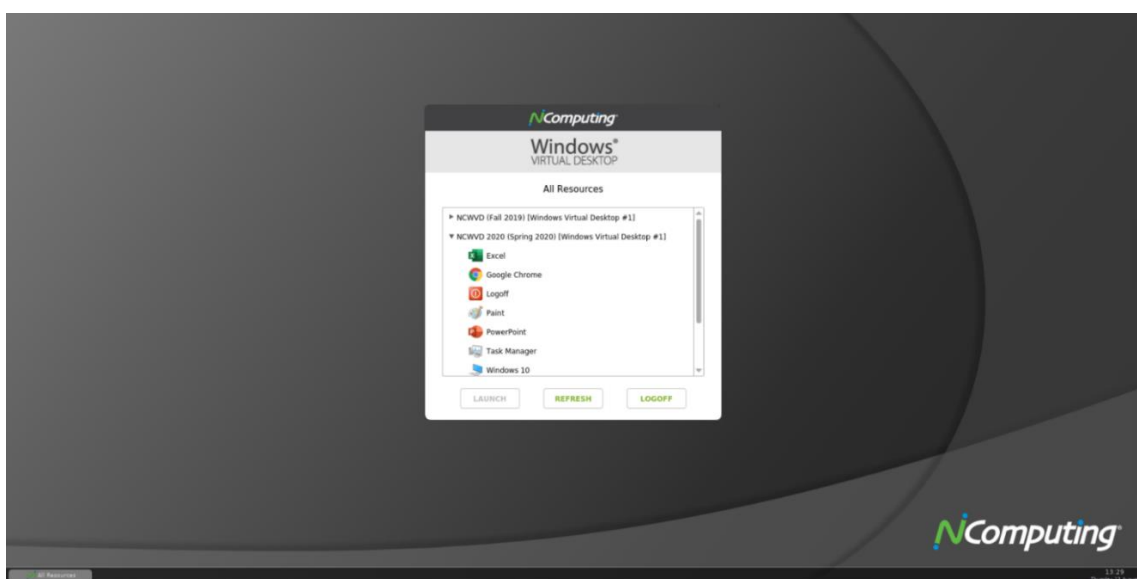 NComputing
Windows®
VIRTUAL DESKTOP
All Resources
NCWVD (Fall 2019) [Windows Virtual Desktop #1]
NCWVD 2020 (Spring 2020) [Windows Virtual Desktop #1]
Excel
Google Chrome
Logoff
Paint
PowerPoint
Task Manager
Windows 10
LAUNCH REFRESH LOGOFF
NComputing
All Resources
13:29